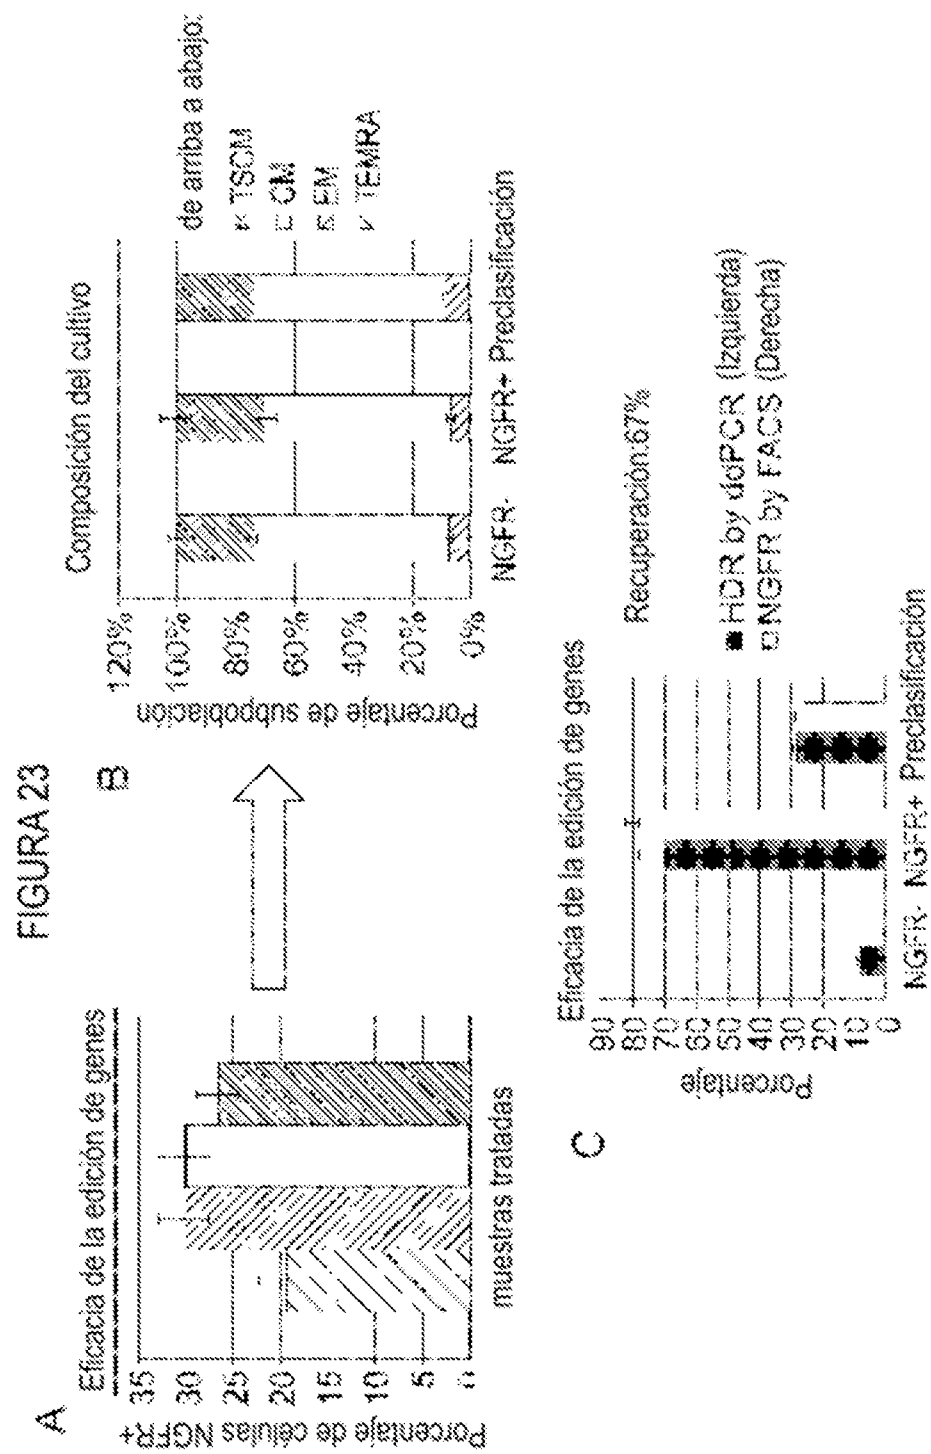 FIGURA 23
A
Eficacia de la edición de genes
Porcentaje de células NGFR+
35
30
25
20
15
10
5
0
muestras tratadas
B
Composición del cultivo
Porcentaje de subpoblación
120%
100%
80%
60%
40%
20%
0%
NGFR- NGFR+ Preclasificación
de arriba a abajo:
TSCM
CM
EM
TEMRA
C
Eficacia de la edición de genes
Porcentaje
90
80
70
60
50
40
30
20
10
0
NGFR- NGFR+ Preclasificación
Recuperación:67%
HDR by ddPCR (Izquierda)
NGFR by FACS (Derecha)